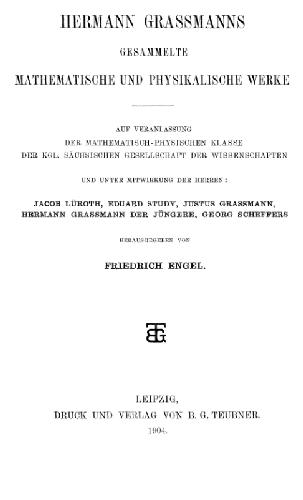 HERMANN GRASSMANNS
GESAMMELTE
MATHEMATISCHE UND PHYSIKALISCHE WERKE
AUF VERANLASSUNG
DER MATHEMATISCH-PHYSISCHEN KLASSE
DER KGL. SÄCHSISCHEN GESELLSCHAFT DER WISSENSCHAFTEN
UND UNTER MITWIRKUNG DER HERREN:
JACOB LÜROTH, EDUARD STUDY, JUSTUS GRASSMANN,
HERMANN GRASSMANN DER JÜNGERE, GEORG SCHEFFERS
HERAUSGEGEBEN VON
FRIEDRICH ENGEL.
LEIPZIG,
DRUCK UND VERLAG VON B. G. TEUBNER.
1904.